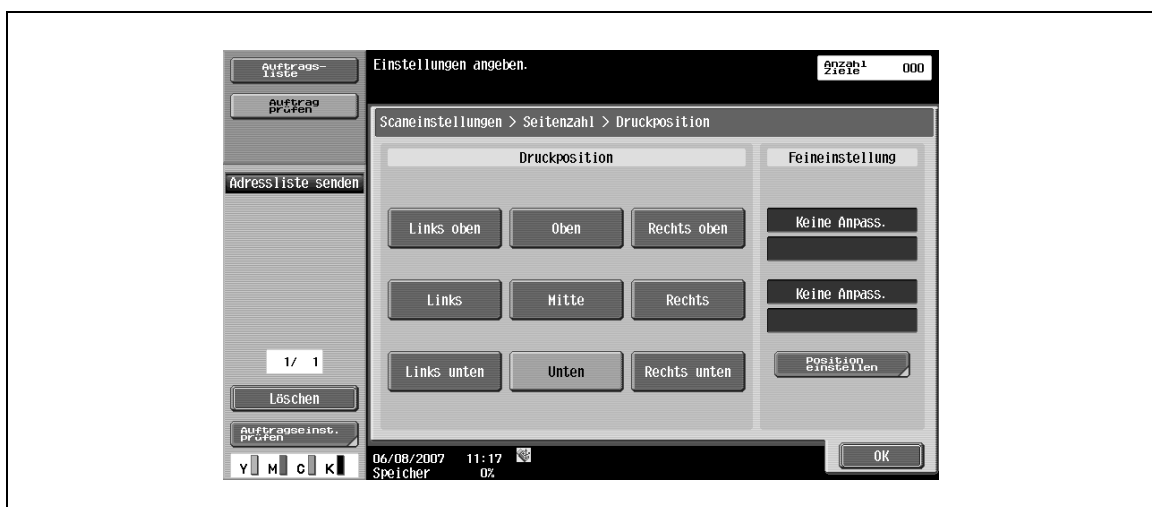 Auftrags-
liste
Auftrag
prüfen
Einstellungen angeben.
Anzahl
Ziele 000
Scaneinstellungen > Seitenzahl > Druckposition
Druckposition
Feineinstellung
Adressliste senden
Links oben Oben Rechts oben
Keine Anpass.
Links Mitte Rechts
Keine Anpass.
Links unten Unten Rechts unten
Position
einstellen
1/ 1
Löschen
Auftragseinst.
prüfen
Y M C K
06/08/2007 11:17
Speicher 0%
OK